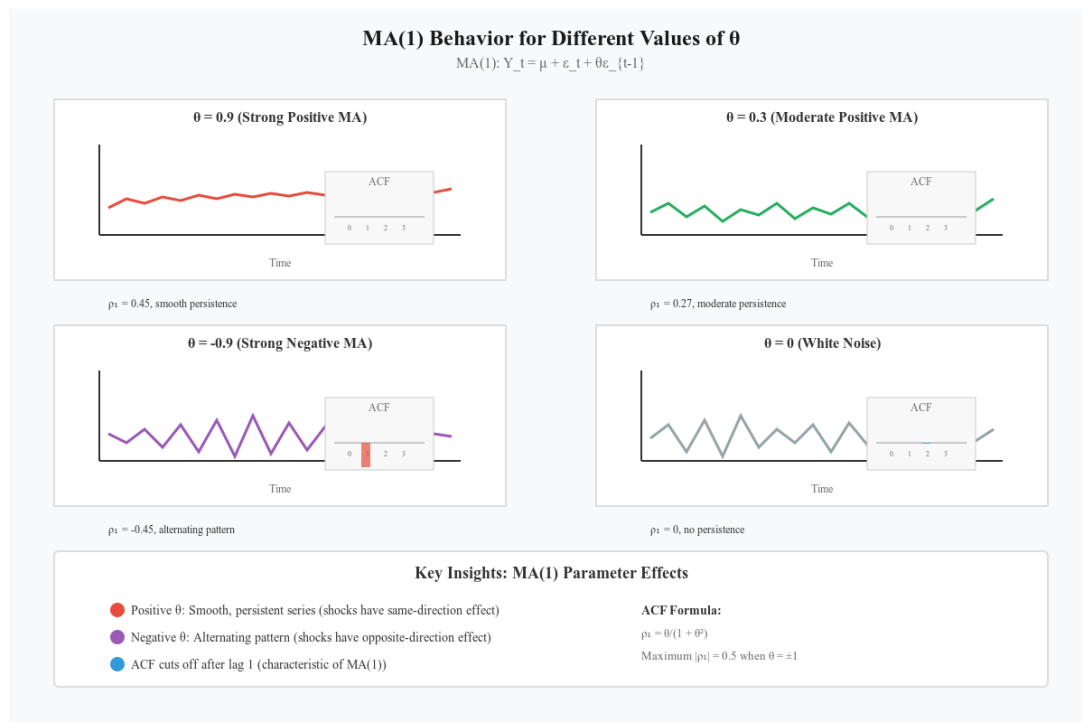 MA(1) Behavior for Different Values of θ
MA(1): Y_t = μ + ε_t + θε_{t-1}
θ = 0.9 (Strong Positive MA)
ACF
0 1 2 3
Time
ρ₁ = 0.45, smooth persistence
θ = 0.3 (Moderate Positive MA)
ACF
0 1 2 3
Time
ρ₁ = 0.27, moderate persistence
θ = -0.9 (Strong Negative MA)
ACF
0 1 2 3
Time
ρ₁ = -0.45, alternating pattern
θ = 0 (White Noise)
ACF
0 1 2 3
Time
ρ₁ = 0, no persistence
Key Insights: MA(1) Parameter Effects
Positive θ: Smooth, persistent series (shocks have same-direction effect)
Negative θ: Alternating pattern (shocks have opposite-direction effect)
ACF cuts off after lag 1 (characteristic of MA(1))
ACF Formula:
ρ₁ = θ/(1 + θ²)
Maximum |ρ₁| = 0.5 when θ = ±1